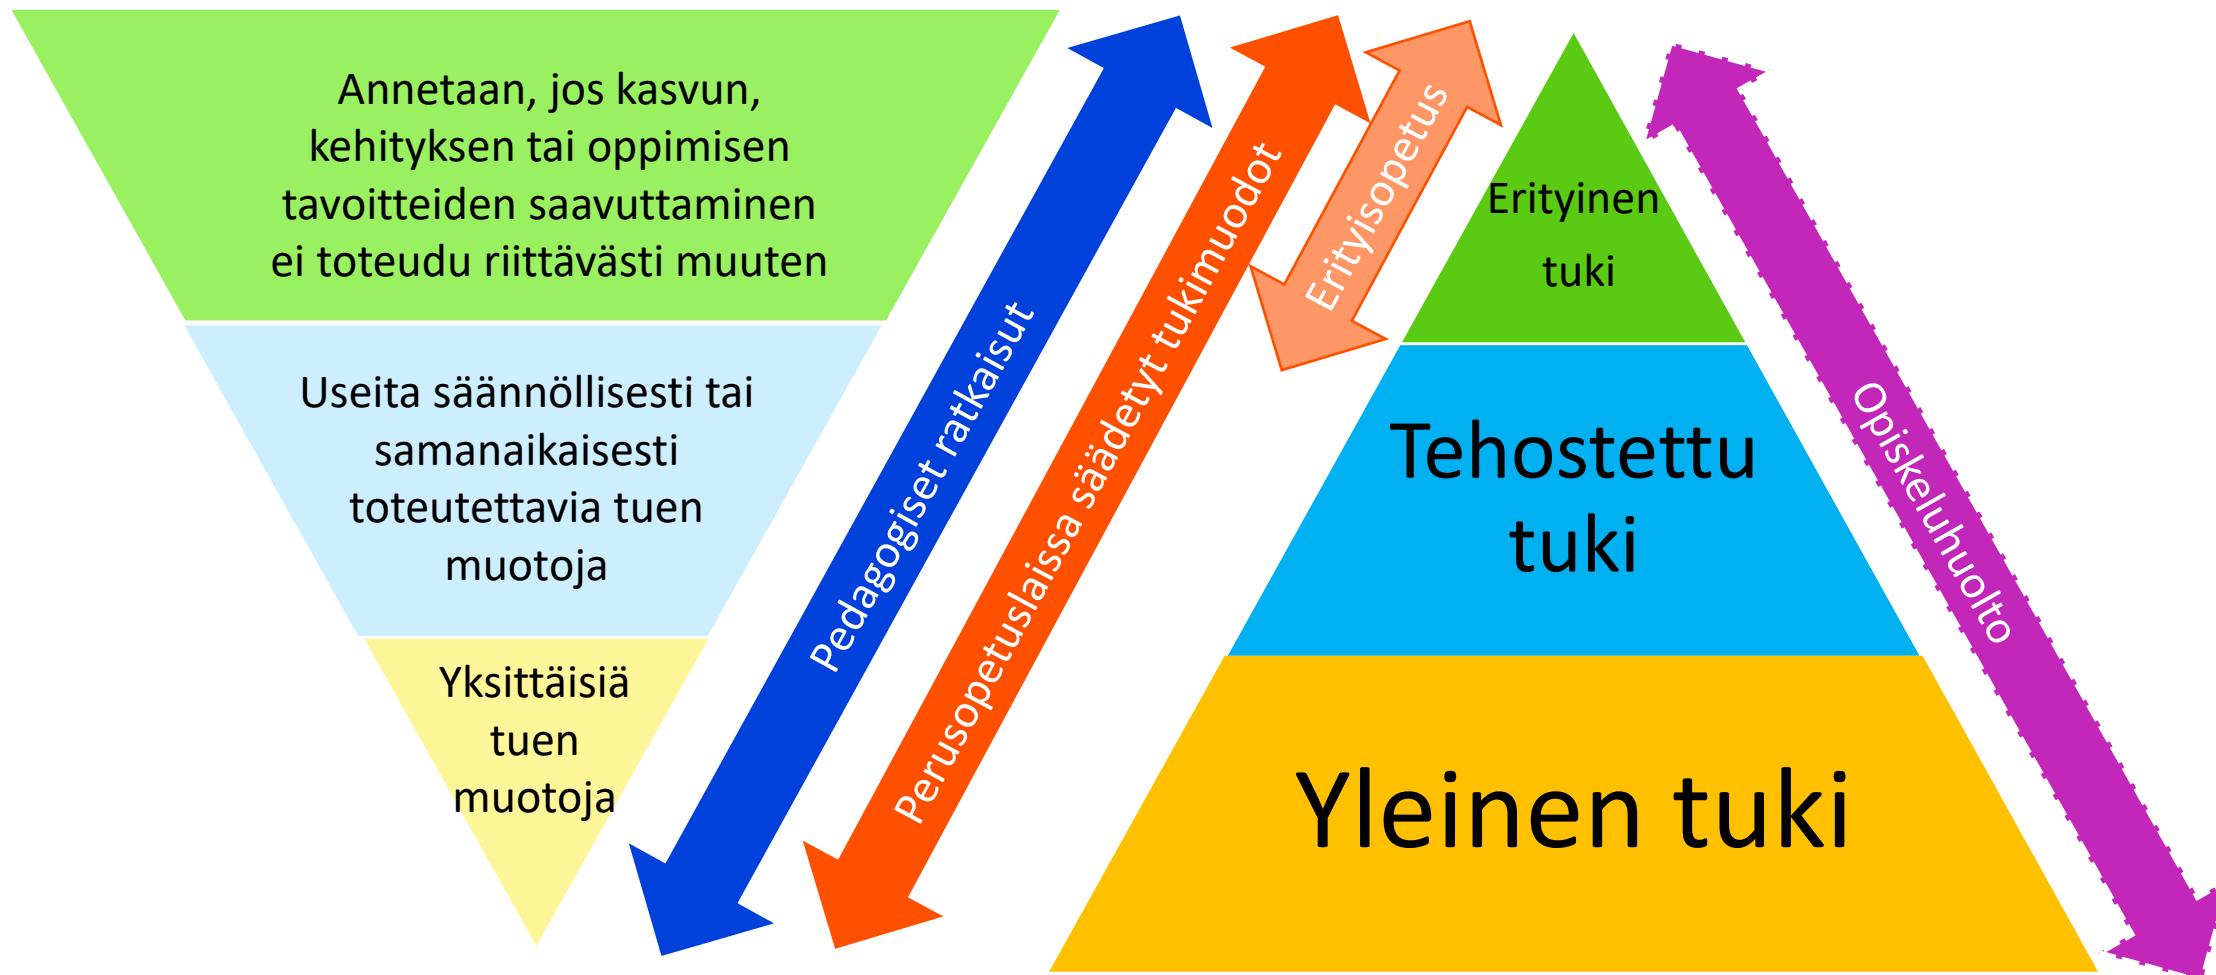 Annetaan, jos kasvun,
kehityksen tai oppimisen
tavoitteiden saavuttaminen
ei toteudu riittävästi muuten
Useita säännöllisesti tai
samanaikaisesti
toteutettavia tuen
muotoja
Yksittäisiä
tuen
muotoja
Pedagogiset ratkaisut
Perusopetuslaissa säädetyt tukimuodot
Erityisopetus
Erityinen
tuki
Tehostettu
tuki
Yleinen tuki
Opiskeluhuolto